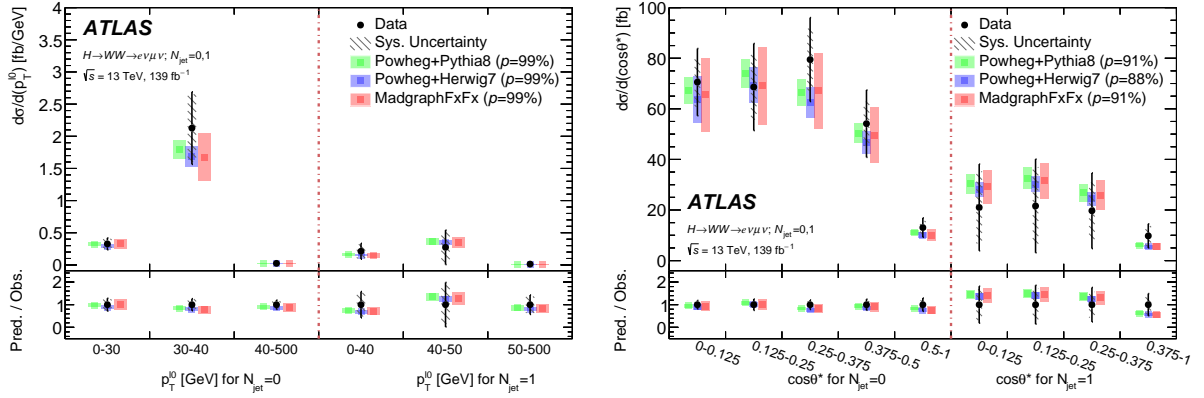 dσ/d(p_T^l0) [fb/GeV]
4
3.5
3
2.5
2
1.5
1
0.5
0
ATLAS
H→WW→eνμν; N_jet=0,1
√s = 13 TeV, 139 fb⁻¹
Data
Sys. Uncertainty
Powheg+Pythia8 (p=99%)
Powheg+Herwig7 (p=99%)
MadgraphFxFx (p=99%)
Pred. / Obs.
2
1
0
0-30 30-40 40-500 0-40 40-50 50-500
p_T^l0 [GeV] for N_jet=0 p_T^l0 [GeV] for N_jet=1
dσ/d(cosθ*) [fb]
100
80
60
40
20
0
Data
Sys. Uncertainty
Powheg+Pythia8 (p=91%)
Powheg+Herwig7 (p=88%)
MadgraphFxFx (p=91%)
ATLAS
H→WW→eνμν; N_jet=0,1
√s = 13 TeV, 139 fb⁻¹
Pred. / Obs.
2
1
0
0-0.125 0.125-0.25 0.25-0.375 0.375-0.5 0.5-1 0-0.125 0.125-0.25 0.25-0.375 0.375-1
cosθ* for N_jet=0 cosθ* for N_jet=1